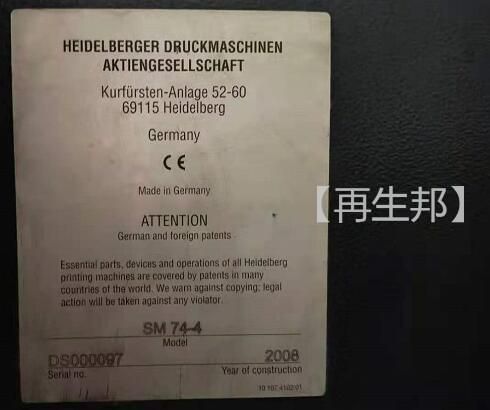 HEIDELBERGER DRUCKMASCHINEN
AKTIENGESELLSCHAFT
Kurfürsten-Anlage 52-60
69115 Heidelberg
Germany
CE
Made in Germany
ATTENTION
German and foreign patents
Essential parts, devices and operations of all Heidelberg
printing machines are covered by patents in many
countries of the world. We warn against copying; legal
action will be taken against any violator.
SM 74-4
Model
DS000097 2008
Serial no. Year of construction
【再生邦】